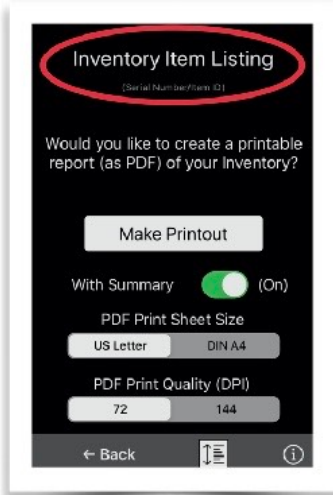 Inventory Item Listing
(Serial Number/Item ID)
Would you like to create a printable
report (as PDF) of your Inventory?
Make Printout
With Summary (On)
PDF Print Sheet Size
US Letter DIN A4
PDF Print Quality (DPI)
72 144
← Back